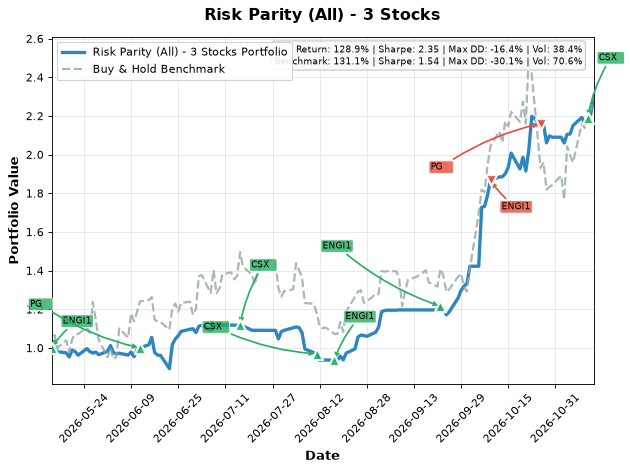 Risk Parity (All) - 3 Stocks
Risk Parity (All) - 3 Stocks Portfolio
Buy & Hold Benchmark
Return: 128.9% | Sharpe: 2.35 | Max DD: -16.4% | Vol: 38.4%
Benchmark: 131.1% | Sharpe: 1.54 | Max DD: -30.1% | Vol: 70.6%
CSX
PG
ENGI1
ENGI1
CSX
PG
ENGI1
CSX
ENGI1
Portfolio Value
2.6
2.4
2.2
2.0
1.8
1.6
1.4
1.2
1.0
2026-05-24
2026-06-09
2026-06-25
2026-07-11
2026-07-27
2026-08-12
2026-08-28
2026-09-13
2026-09-29
2026-10-15
2026-10-31
Date